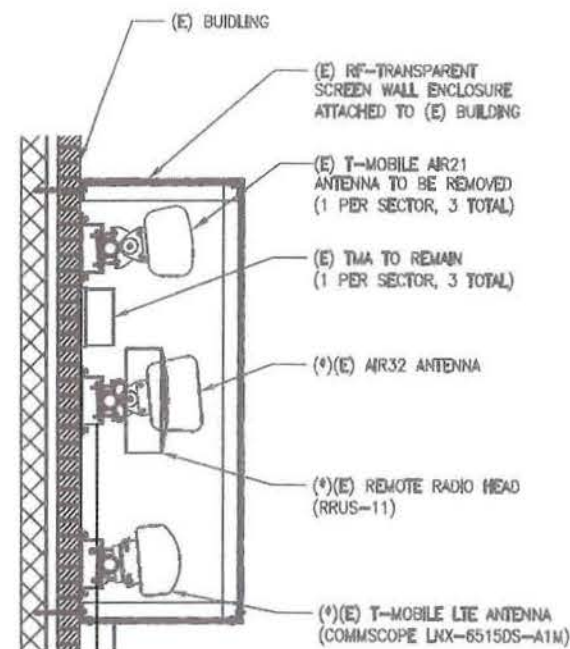 (E) BUIDLING
(E) RF-TRANSPARENT
SCREEN WALL ENCLOSURE
ATTACHED TO (E) BUILDING
(E) T-MOBILE AIR21
ANTENNA TO BE REMOVED
(1 PER SECTOR, 3 TOTAL)
(E) TMA TO REMAIN
(1 PER SECTOR, 3 TOTAL)
(*)(E) AIR32 ANTENNA
(*)(E) REMOTE RADIO HEAD
(RRUS-11)
(*)(E) T-MOBILE LTE ANTENNA
(COMMSCOPE LNX-6515DS-A1M)